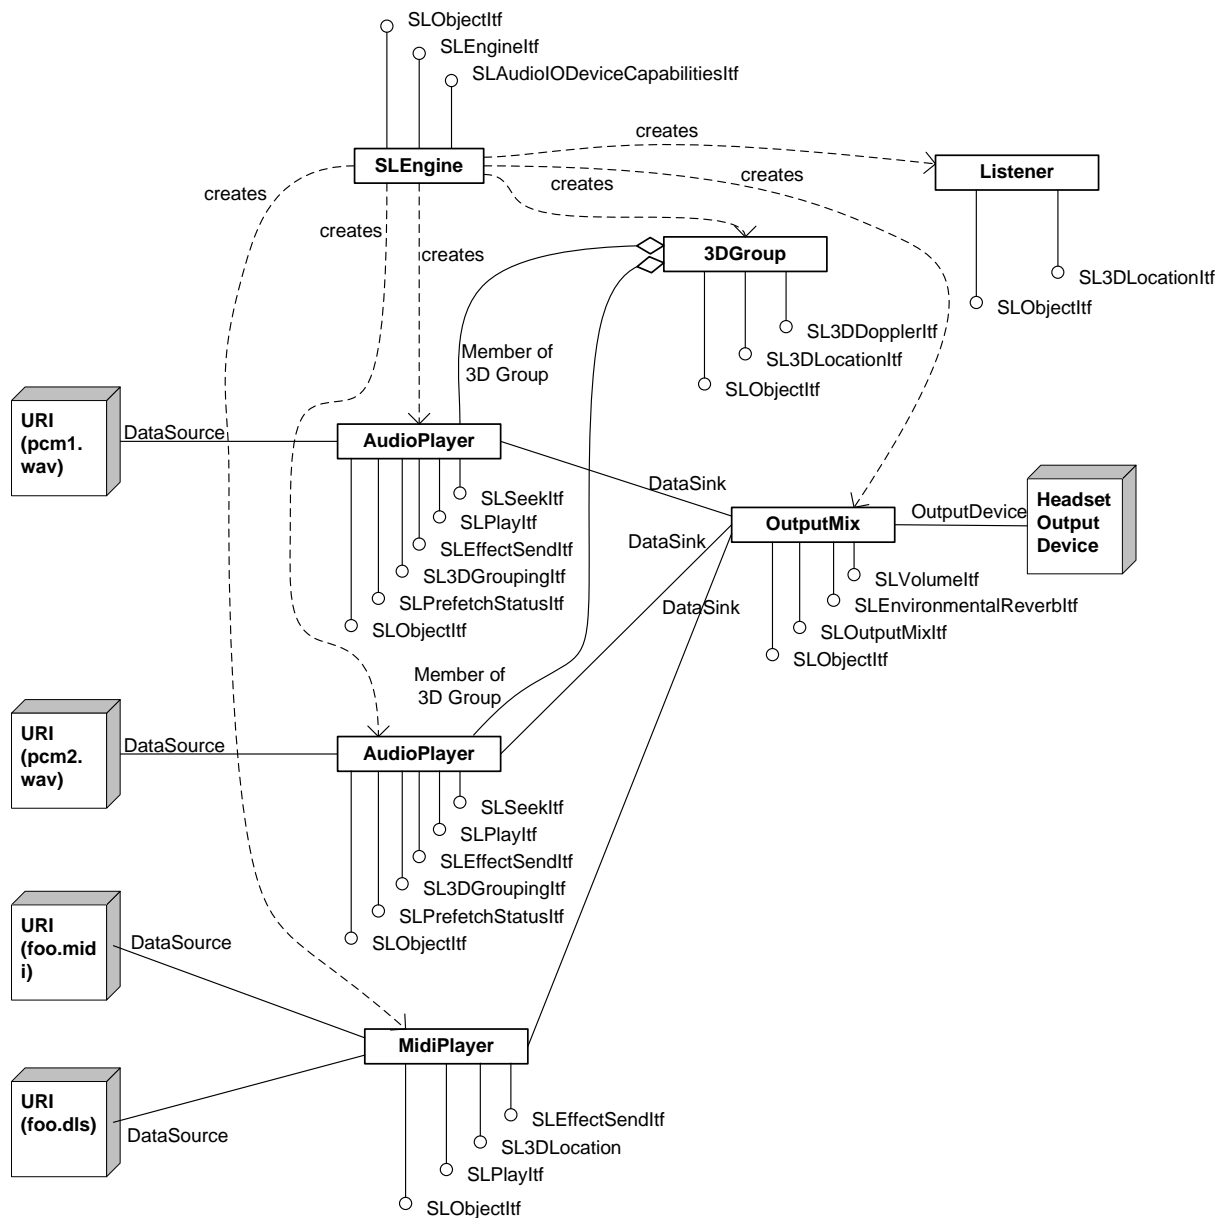 SLObjectItf
SLEngineItf
SLAudioIODeviceCapabilitiesItf
creates
SLEngine
Listener
creates
creates
creates
creates
creates
3DGroup
SL3DLocationItf
SLObjectItf
SL3DDopplerItf
SL3DLocationItf
SLObjectItf
Member of
3D Group
URI
(pcm1.
wav)
DataSource
AudioPlayer
SLSeekItf
SLPlayItf
SLEffectSendItf
SL3DGroupingItf
SLPrefetchStatusItf
SLObjectItf
DataSink
DataSink
DataSink
OutputMix
OutputDevice
Headset
Output
Device
SLVolumeItf
SLEnvironmentalReverbItf
SLOutputMixItf
SLObjectItf
Member of
3D Group
URI
(pcm2.
wav)
DataSource
AudioPlayer
SLSeekItf
SLPlayItf
SLEffectSendItf
SL3DGroupingItf
SLPrefetchStatusItf
SLObjectItf
URI
(foo.mid
i)
DataSource
MidiPlayer
URI
(foo.dls)
DataSource
SLEffectSendItf
SL3DLocation
SLPlayItf
SLObjectItf